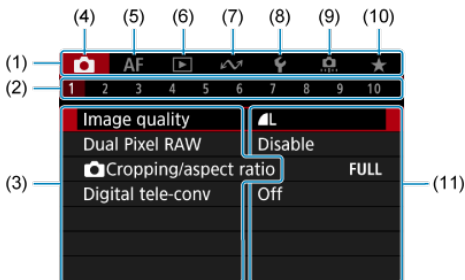 (4) (5) (6) (7) (8) (9) (10)
(1) AF
(2) 1 2 3 4 5 6 7 8 9 10
Image quality L
Dual Pixel RAW Disable
(3) Cropping/aspect ratio FULL (11)
Digital tele-conv Off